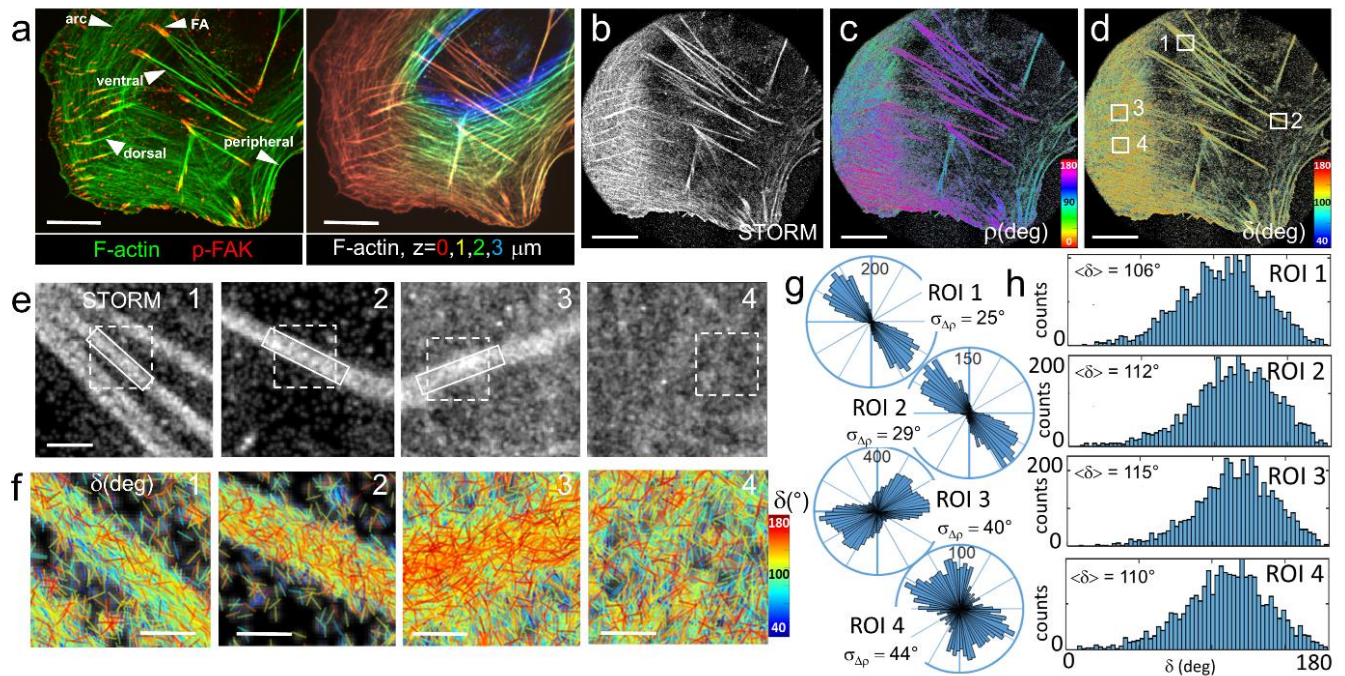 a
arc
FA
ventral
dorsal
peripheral
F-actin p-FAK
F-actin, z=0,1,2,3 μm
b
STORM
c
180
90
0
ρ(deg)
d
1
2
3
4
180
100
40
δ(deg)
e
STORM 1
2
3
4
f
δ(deg) 1
2
3
4
δ(°)
180
100
40
g
200
ROI 1
σΔρ = 25°
150
ROI 2
σΔρ = 29°
400
ROI 3
σΔρ = 40°
100
ROI 4
σΔρ = 44°
h
<δ> = 106° ROI 1
counts
0
200
<δ> = 112° ROI 2
counts
0
200
<δ> = 115° ROI 3
counts
0
<δ> = 110° ROI 4
counts
0
0 δ (deg) 180